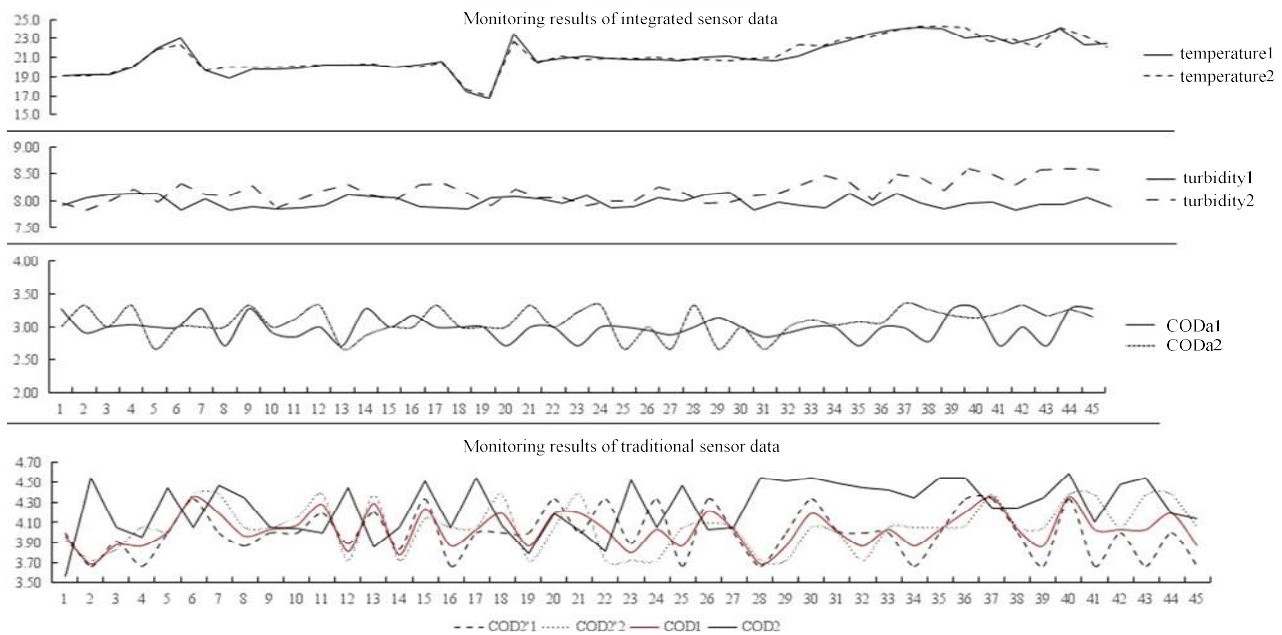 Monitoring results of integrated sensor data
25.0
23.0
21.0
19.0
17.0
15.0
temperature1
temperature2
9.00
8.50
8.00
7.50
turbidity1
turbidity2
4.00
3.50
3.00
2.50
2.00
CODa1
CODa2
1 2 3 4 5 6 7 8 9 10 11 12 13 14 15 16 17 18 19 20 21 22 23 24 25 26 27 28 29 30 31 32 33 34 35 36 37 38 39 40 41 42 43 44 45
Monitoring results of traditional sensor data
4.70
4.50
4.30
4.10
3.90
3.70
3.50
1 2 3 4 5 6 7 8 9 10 11 12 13 14 15 16 17 18 19 20 21 22 23 24 25 26 27 28 29 30 31 32 33 34 35 36 37 38 39 40 41 42 43 44 45
COD2'1 COD2'2 COD1 COD2